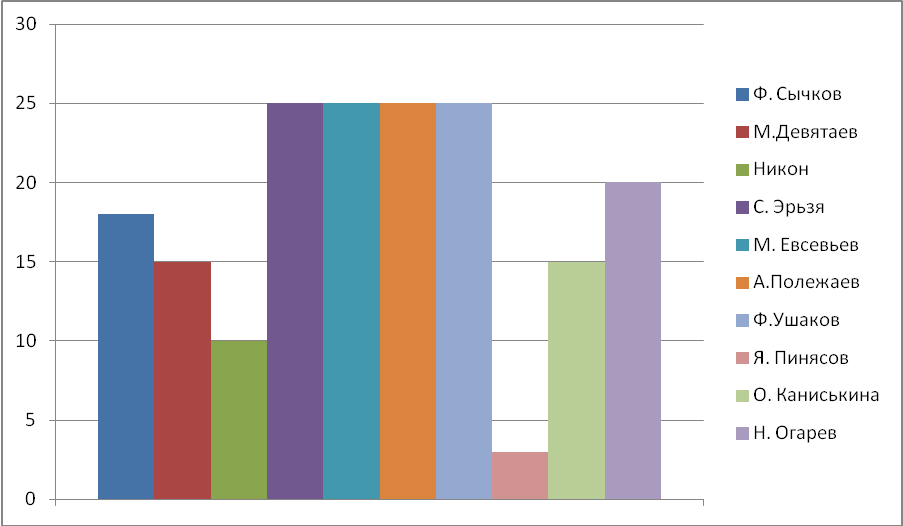 30
25
20
15
10
5
0
Ф. Сычков
М.Девятаев
Никон
С. Эрьзя
М. Евсевьев
А.Полежаев
Ф.Ушаков
Я. Пинясов
О. Каниськина
Н. Огарев